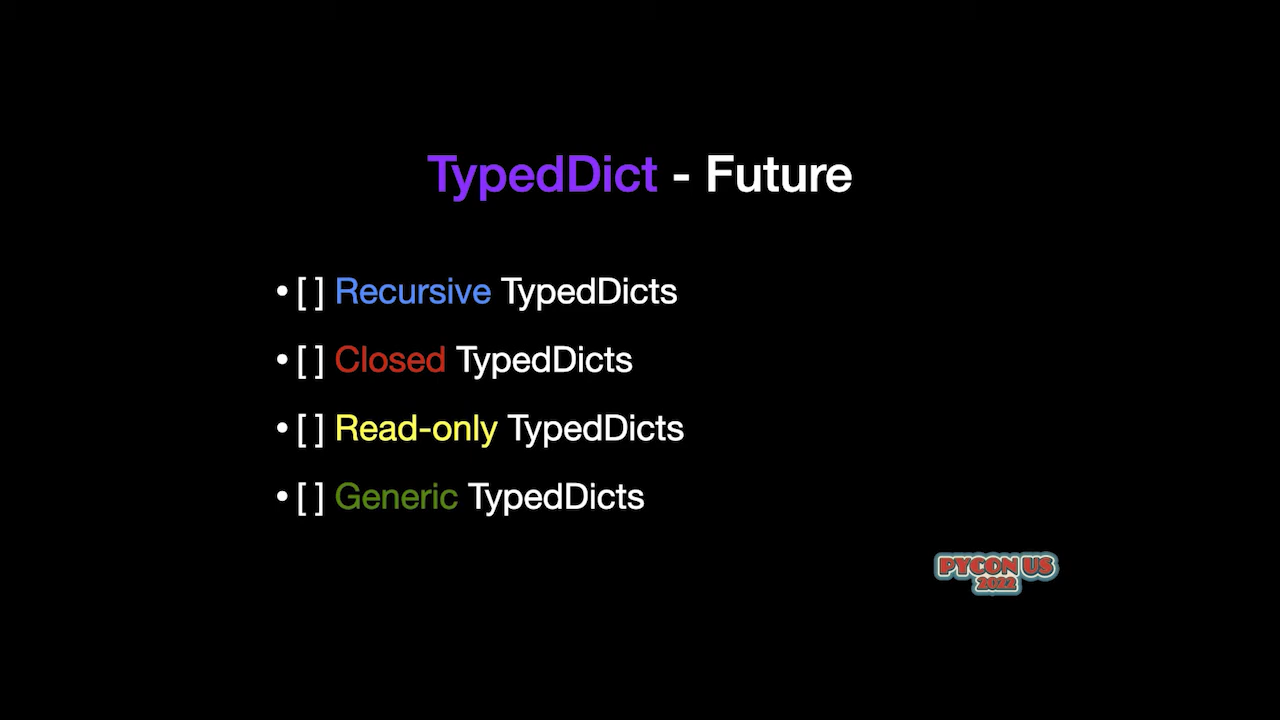 TypedDict - Future
• [ ] Recursive TypedDicts
• [ ] Closed TypedDicts
• [ ] Read-only TypedDicts
• [ ] Generic TypedDicts
PYCON US
2022